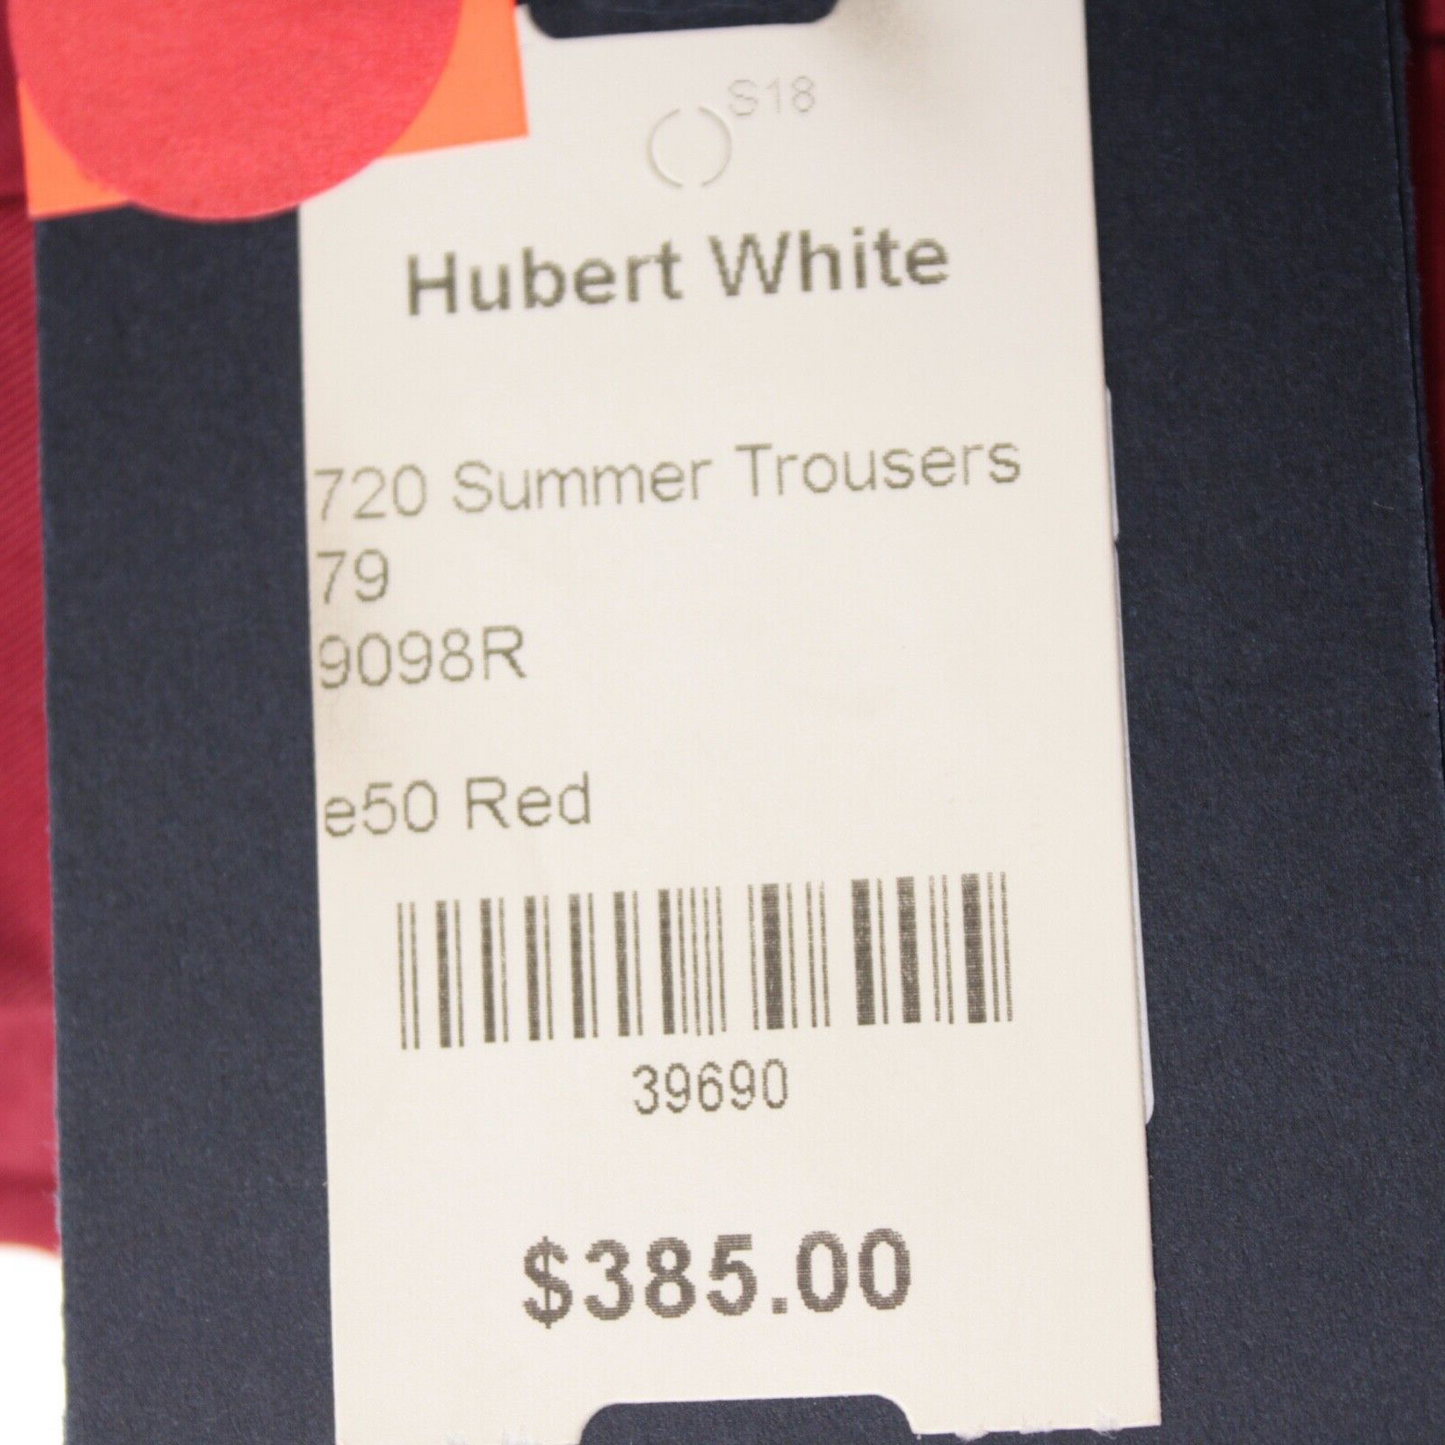 S18
Hubert White
720 Summer Trousers
79
9098R
e50 Red
39690
$385.00